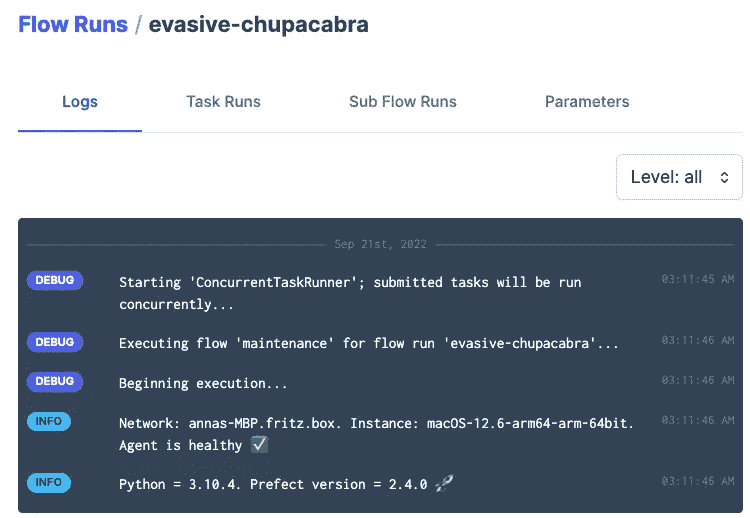 Flow Runs / evasive-chupacabra
Logs Task Runs Sub Flow Runs Parameters
Level: all
Sep 21st, 2022
DEBUG Starting 'ConcurrentTaskRunner'; submitted tasks will be run 03:11:45 AM
concurrently...
DEBUG Executing flow 'maintenance' for flow run 'evasive-chupacabra'... 03:11:46 AM
DEBUG Beginning execution... 03:11:46 AM
INFO Network: annas-MBP.fritz.box. Instance: macOS-12.6-arm64-arm-64bit. 03:11:46 AM
Agent is healthy ☑️
INFO Python = 3.10.4. Prefect version = 2.4.0 🚀 03:11:46 AM